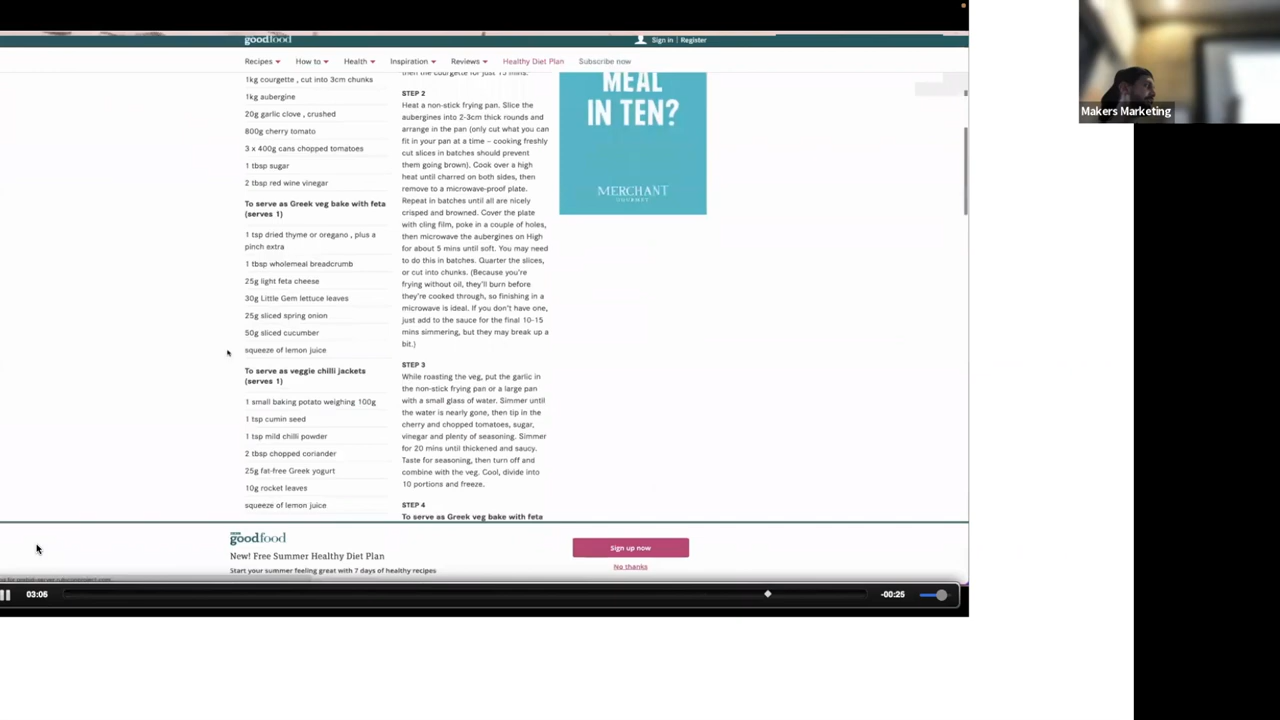 goodfood
Sign in | Register
Recipes
How to
Health
Inspiration
Reviews
Healthy Diet Plan
Subscribe now
1kg courgette , cut into 3cm chunks
1kg aubergine
20g garlic clove , crushed
800g cherry tomato
3 x 400g cans chopped tomatoes
1 tbsp sugar
2 tbsp red wine vinegar
To serve as Greek veg bake with feta
(serves 1)
1 tsp dried thyme or oregano , plus a
pinch extra
1 tbsp wholemeal breadcrumb
25g light feta cheese
30g Little Gem lettuce leaves
25g sliced spring onion
50g sliced cucumber
squeeze of lemon juice
To serve as veggie chilli jackets
(serves 1)
1 small baking potato weighing 100g
1 tsp cumin seed
1 tsp mild chilli powder
2 tbsp chopped coriander
25g fat-free Greek yogurt
10g rocket leaves
squeeze of lemon juice
then the courgette for just 15 mins.
STEP 2
Heat a non-stick frying pan. Slice the
aubergines into 2-3cm thick rounds and
arrange in the pan (only cut what you can
fit in your pan at a time – cooking freshly
cut slices in batches should prevent
them going brown). Cook over a high
heat until charred on both sides, then
remove to a microwave-proof plate.
Repeat in batches until all are nicely
crisped and browned. Cover the plate
with cling film, poke in a couple of holes,
then microwave the aubergines on High
for about 5 mins until soft. You may need
to do this in batches. Quarter the slices,
or cut into chunks. (Because you're
frying without oil, they'll burn before
they're cooked through, so finishing in a
microwave is ideal. If you don't have one,
just add to the sauce for the final 10-15
mins simmering, but they may break up a
bit.)
STEP 3
While roasting the veg, put the garlic in
the non-stick frying pan or a large pan
with a small glass of water. Simmer until
the water is nearly gone, then tip in the
cherry and chopped tomatoes, sugar,
vinegar and plenty of seasoning. Simmer
for 20 mins until thickened and saucy.
Taste for seasoning, then turn off and
combine with the veg. Cool, divide into
10 portions and freeze.
STEP 4
To serve as Greek veg bake with feta
MEAL
IN TEN?
MERCHANT
GOURMET
goodfood
New! Free Summer Healthy Diet Plan
Start your summer feeling great with 7 days of healthy recipes
Sign up now
No thanks
03:06
-00:25
Makers Marketing